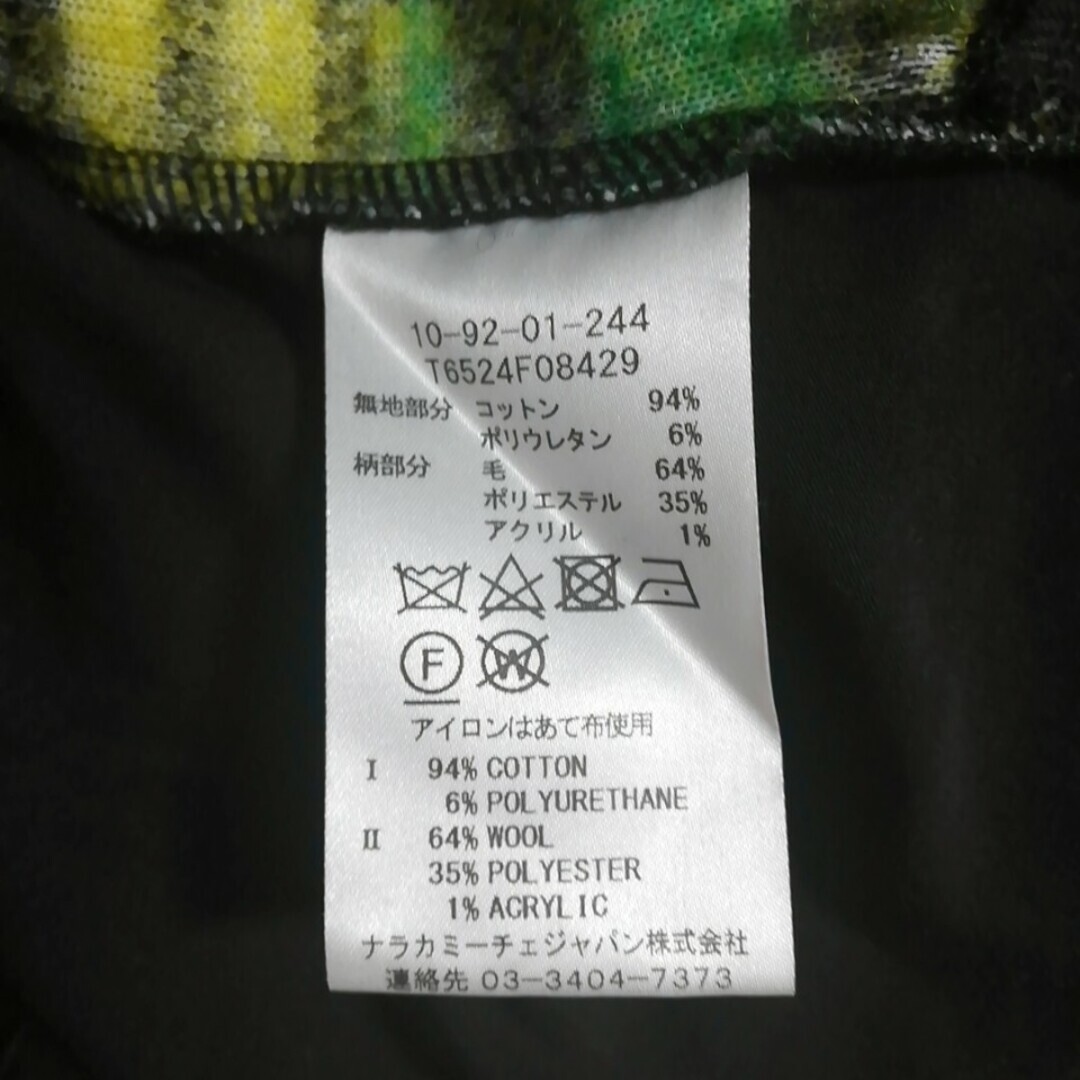 10-92-01-244
T6524F08429
無地部分 コットン 94%
ポリウレタン 6%
柄部分 毛 64%
ポリエステル 35%
アクリル 1%
F W
アイロンはあて布使用
I 94% COTTON
6% POLYURETHANE
II 64% WOOL
35% POLYESTER
1% ACRYLIC
ナラカミーチェジャパン株式会社
連絡先 03-3404-7373